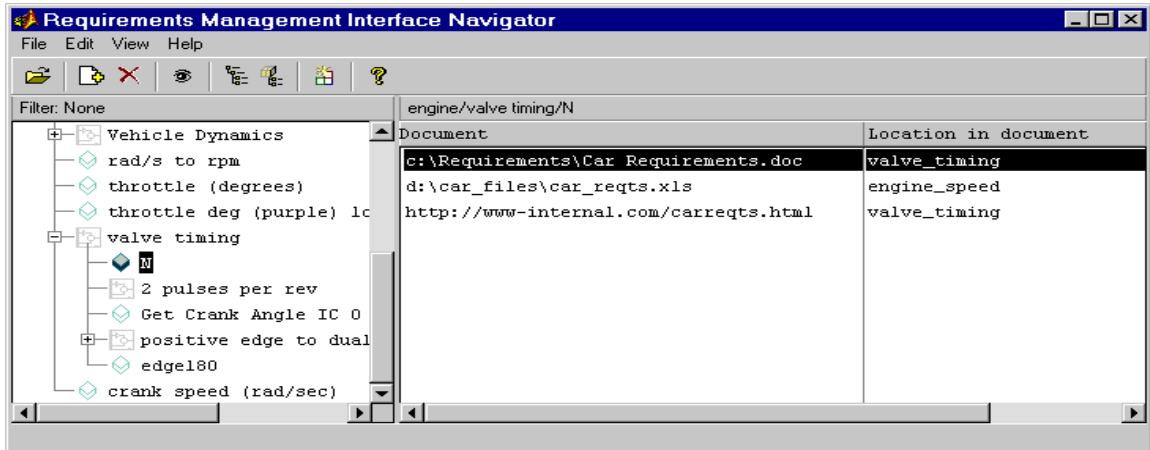 Requirements Management Interface Navigator
File Edit View Help
Filter: None
engine/valve timing/N
Vehicle Dynamics
rad/s to rpm
throttle (degrees)
throttle deg (purple) lo
valve timing
N
2 pulses per rev
Get Crank Angle IC 0
positive edge to dual
edge180
crank speed (rad/sec)
Document Location in document
c:\Requirements\Car Requirements.doc valve_timing
d:\car_files\car_reqts.xls engine_speed
http://www-internal.com/carreqts.html valve_timing